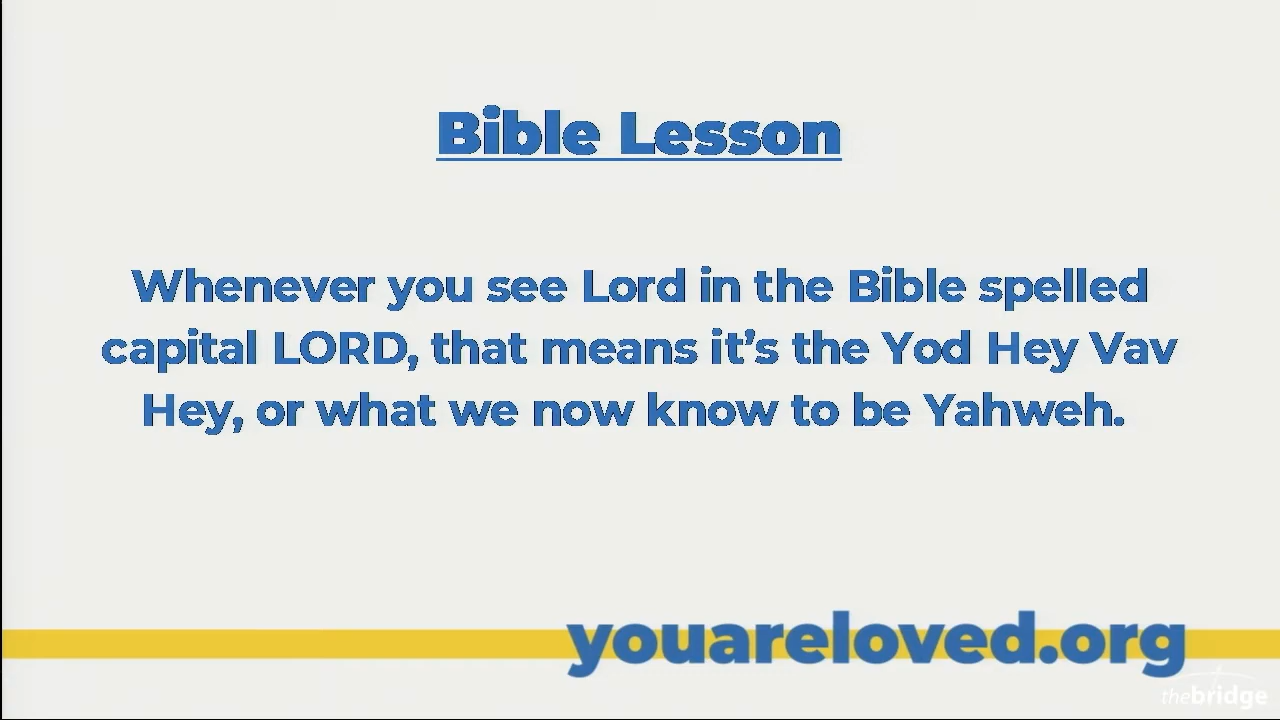 Bible Lesson
Whenever you see Lord in the Bible spelled
capital LORD, that means it’s the Yod Hey Vav
Hey, or what we now know to be Yahweh.
youareloved.org
thebridge